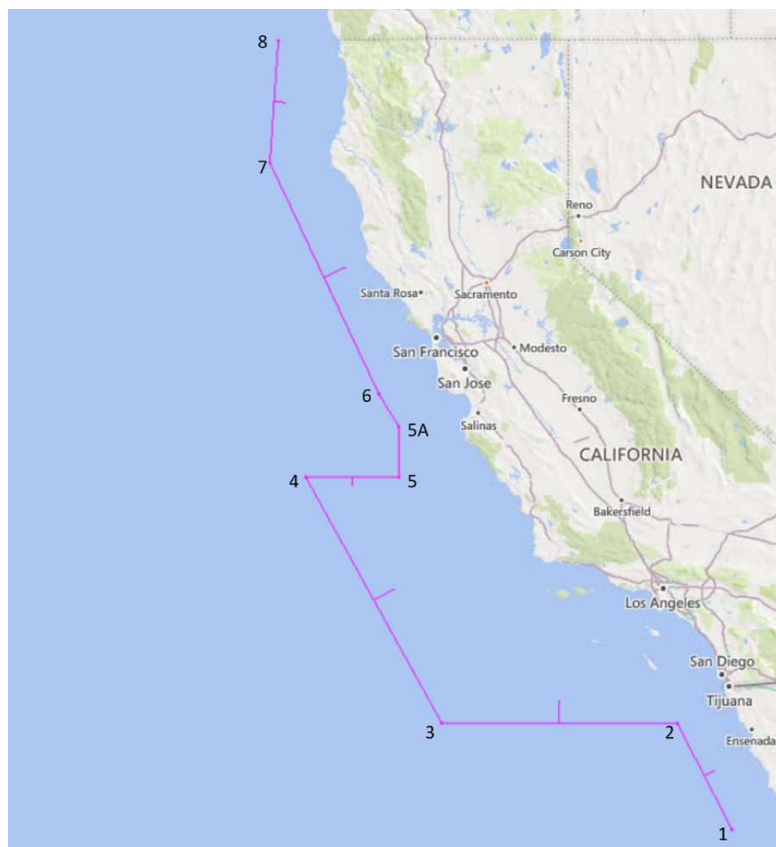 8
7
NEVADA
Reno
Carson City
Santa Rosa
Sacramento
San Francisco
Modesto
San Jose
6
Fresno
5A
Salinas
CALIFORNIA
4
5
Bakersfield
Los Angeles
San Diego
Tijuana
3
2
Ensenada
1